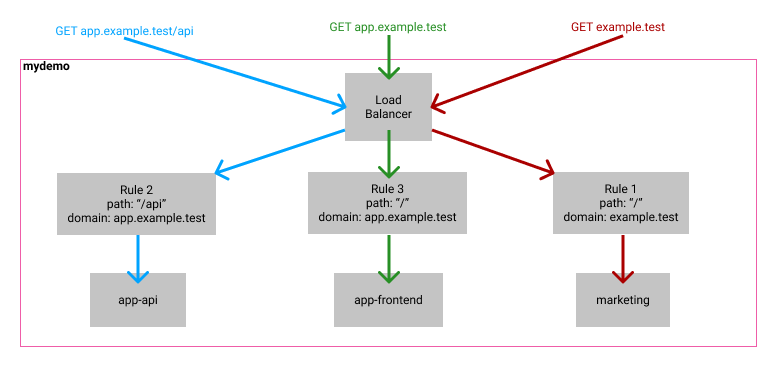 GET app.example.test/api
GET app.example.test
GET example.test
mydemo
Load
Balancer
Rule 2
path: “/api”
domain: app.example.test
Rule 3
path: “/”
domain: app.example.test
Rule 1
path: “/”
domain: example.test
app-api
app-frontend
marketing